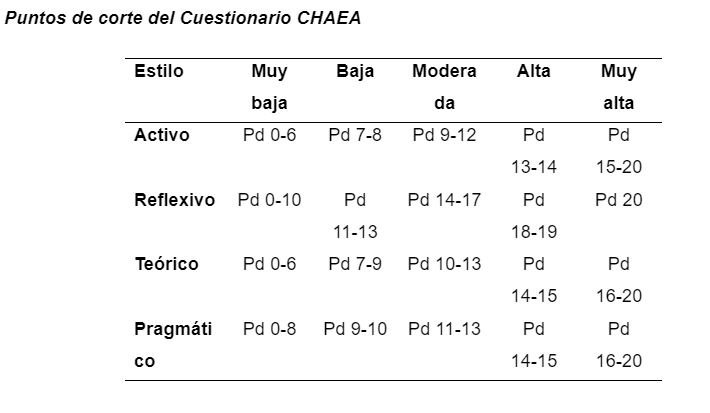 Puntos de corte del Cuestionario CHAEA
Estilo Muy baja Baja Modera da Alta Muy alta
Activo Pd 0-6 Pd 7-8 Pd 9-12 Pd 13-14 Pd 15-20
Reflexivo Pd 0-10 Pd 11-13 Pd 14-17 Pd 18-19 Pd 20
Teórico Pd 0-6 Pd 7-9 Pd 10-13 Pd 14-15 Pd 16-20
Pragmáti co Pd 0-8 Pd 9-10 Pd 11-13 Pd 14-15 Pd 16-20